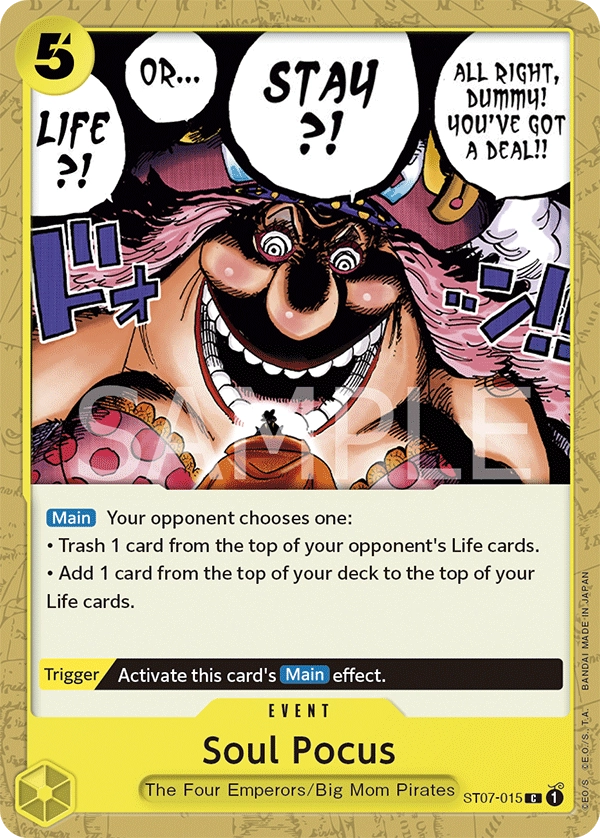 5
LIFE
?!
OR...
STAY
?!
ALL RIGHT,
DUMMY!
YOU'VE GOT
A DEAL!!
ドォ
ン!!
SAMPLE
Main Your opponent chooses one:
• Trash 1 card from the top of your opponent's Life cards.
• Add 1 card from the top of your deck to the top of your
Life cards.
Trigger Activate this card's Main effect.
EVENT
Soul Pocus
The Four Emperors/Big Mom Pirates
ST07-015 C 1
©E.O./S., T.A. BANDAI MADE IN JAPAN